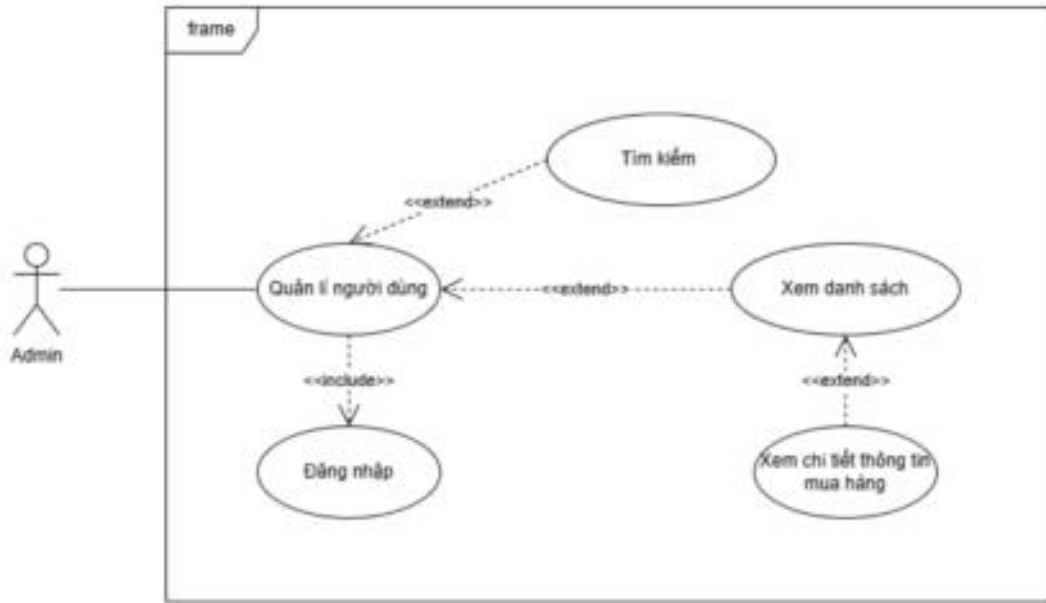 frame
Tìm kiếm
<<extend>>
Quản lí người dùng
<<extend>>
Xem danh sách
Admin
<<include>>
<<extend>>
Đăng nhập
Xem chi tiết thông tin
mua hàng